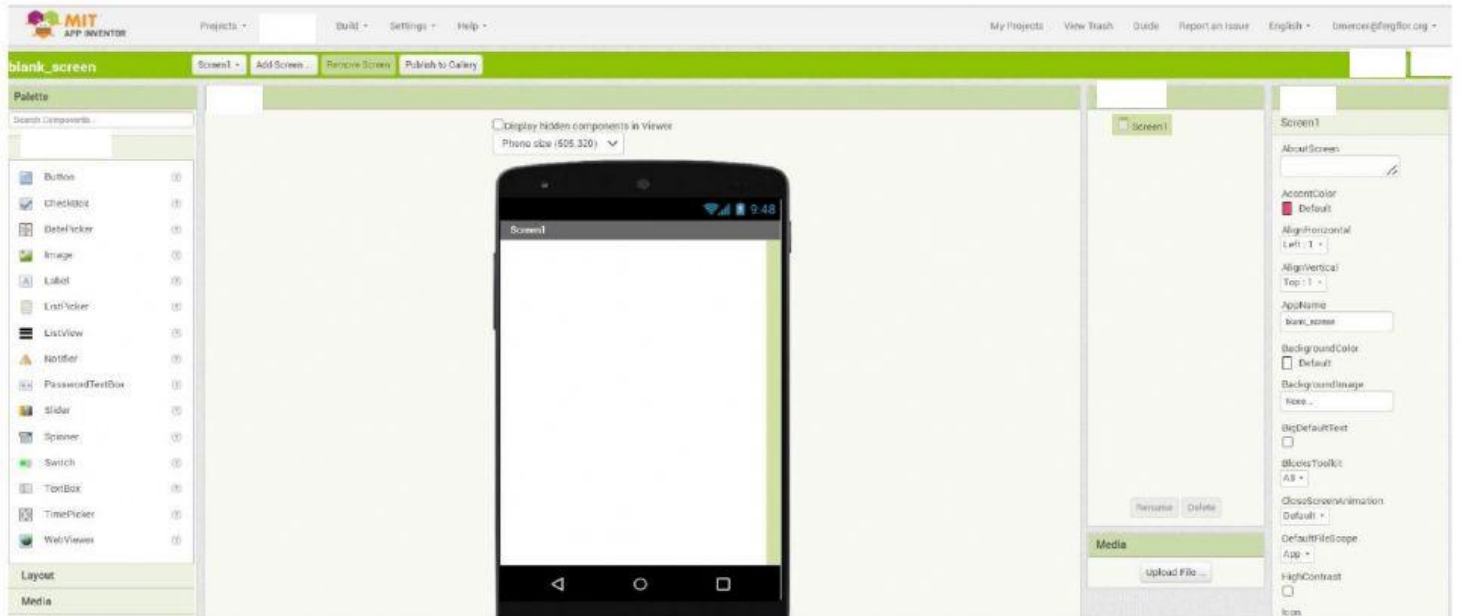 MIT
APP INVENTOR
Projects
Build
Settings
Help
My Projects
View Trash
Guide
Report an Issue
English
bmercer@fergflor.org
blank_screen
Screen1
Add Screen ...
Remove Screen
Publish to Gallery
Palette
Search Components...
Button
CheckBox
DatePicker
Image
Label
ListPicker
ListView
Notifier
PasswordTextBox
Slider
Spinner
Switch
TextBox
TimePicker
WebViewer
Layout
Media
Display hidden components in Viewer
Phone size (505,320)
9:48
Screen1
Screen1
Rename
Delete
Media
Upload File ...
Screen1
AboutScreen
AccentColor
Default
AlignHorizontal
Left : 1
AlignVertical
Top : 1
AppName
blank_screen
BackgroundColor
Default
BackgroundImage
None...
BigDefaultText
BlocksToolkit
All
CloseScreenAnimation
Default
DefaultFileScope
App
HighContrast
Icon